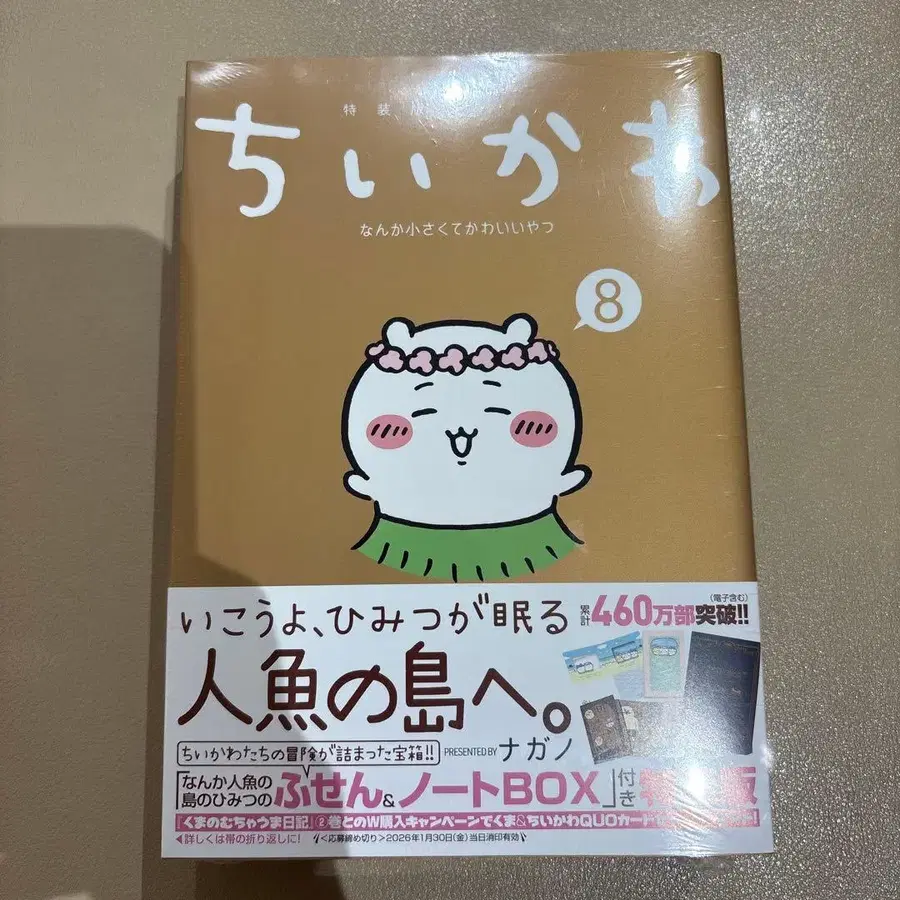 特装
ちいかわ
なんか小さくてかわいいやつ
8
いこうよ、ひみつが眠る
人魚の島へ。
累計460万部突破!!
(電子含む)
ちいかわたちの冒険が詰まった宝箱!!
PRESENTED BY ナガノ
「なんか人魚の島のひみつのふせん&ノートBOX」付き特 版
『くまのむちゃうま日記』②巻とのW購入キャンペーンでくま&ちいかわQUOカード
◀詳しくは帯の折り返しに!
<応募締め切り>2026年1月30日(金)当日消印有効